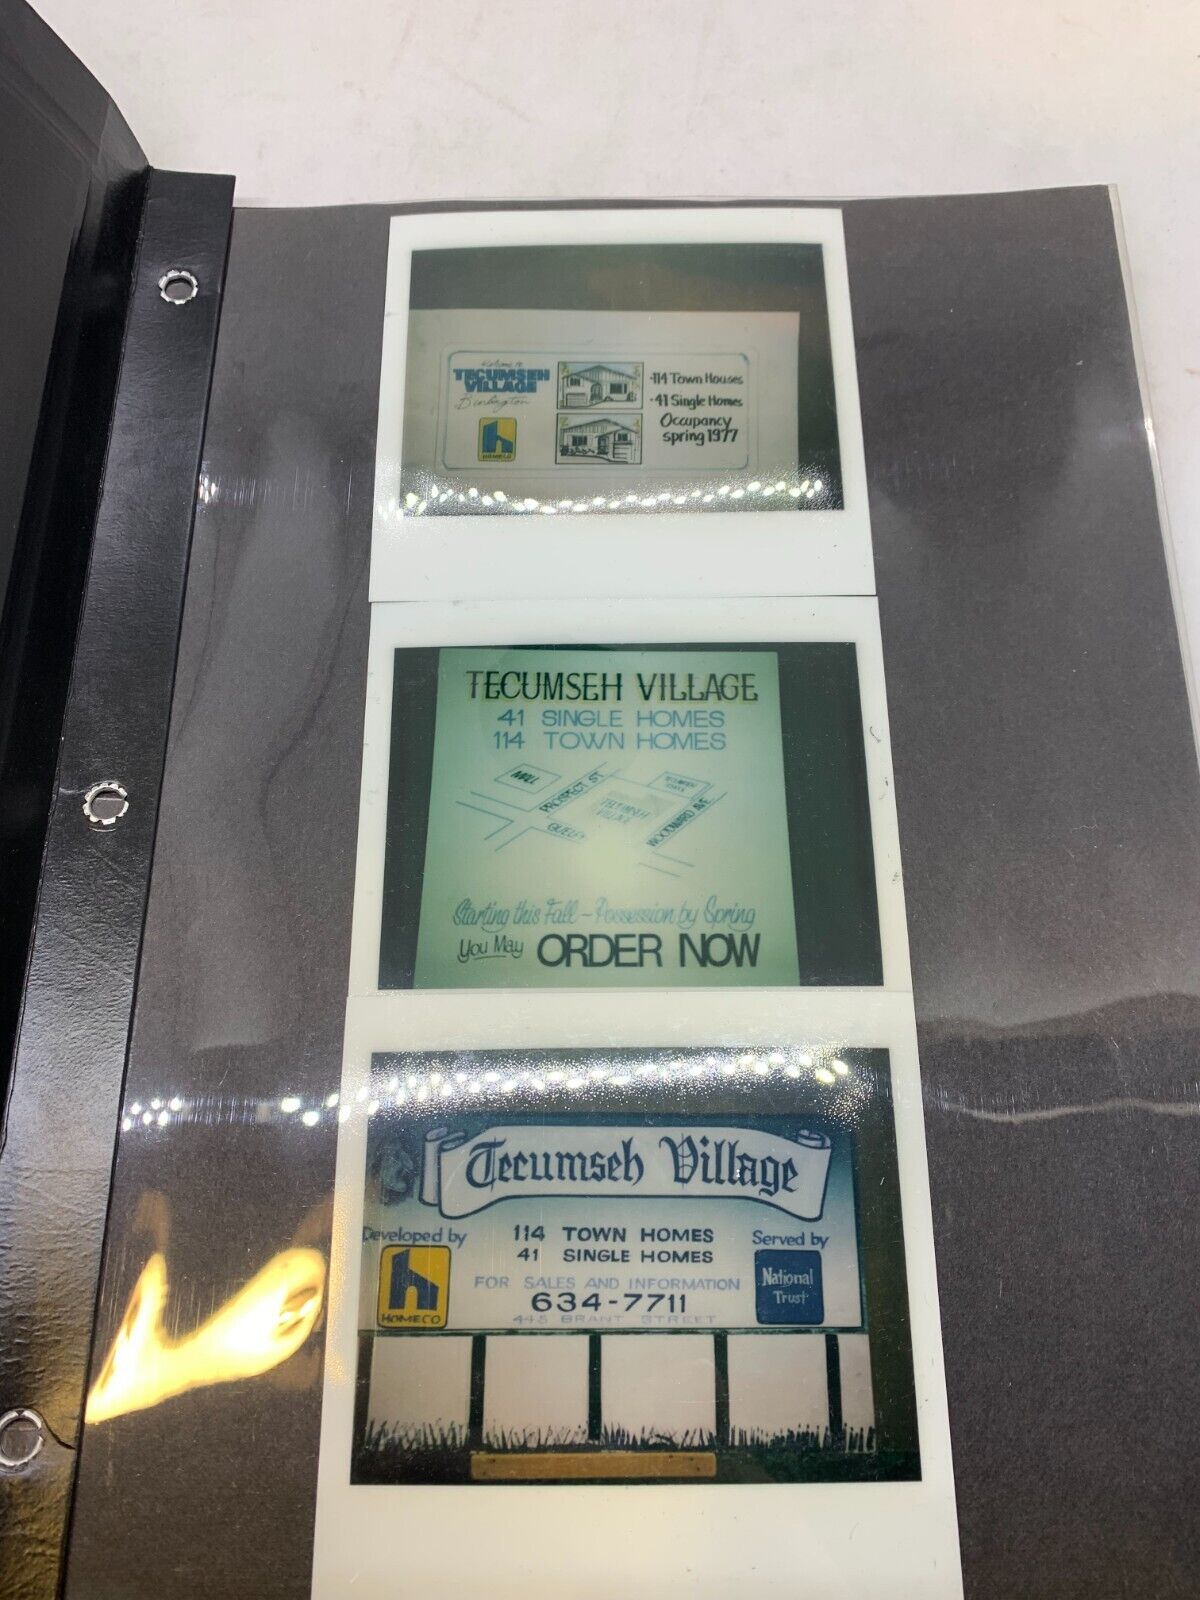 Welcome to
TECUMSEH
VILLAGE
Burlington
HOMECO
·114 Town Houses
·41 Single Homes
Occupancy
spring 1977
TECUMSEH VILLAGE
41 SINGLE HOMES
114 TOWN HOMES
MALL
PROSPECT ST.
TECUMSEH
VILLAGE
WOODWARD AVE
GUELPH
Starting this Fall - Possession by Spring
You May ORDER NOW
Tecumseh Village
Developed by
HOMECO
114 TOWN HOMES
41 SINGLE HOMES
FOR SALES AND INFORMATION
634-7711
445 BRANT STREET
Served by
National
Trust